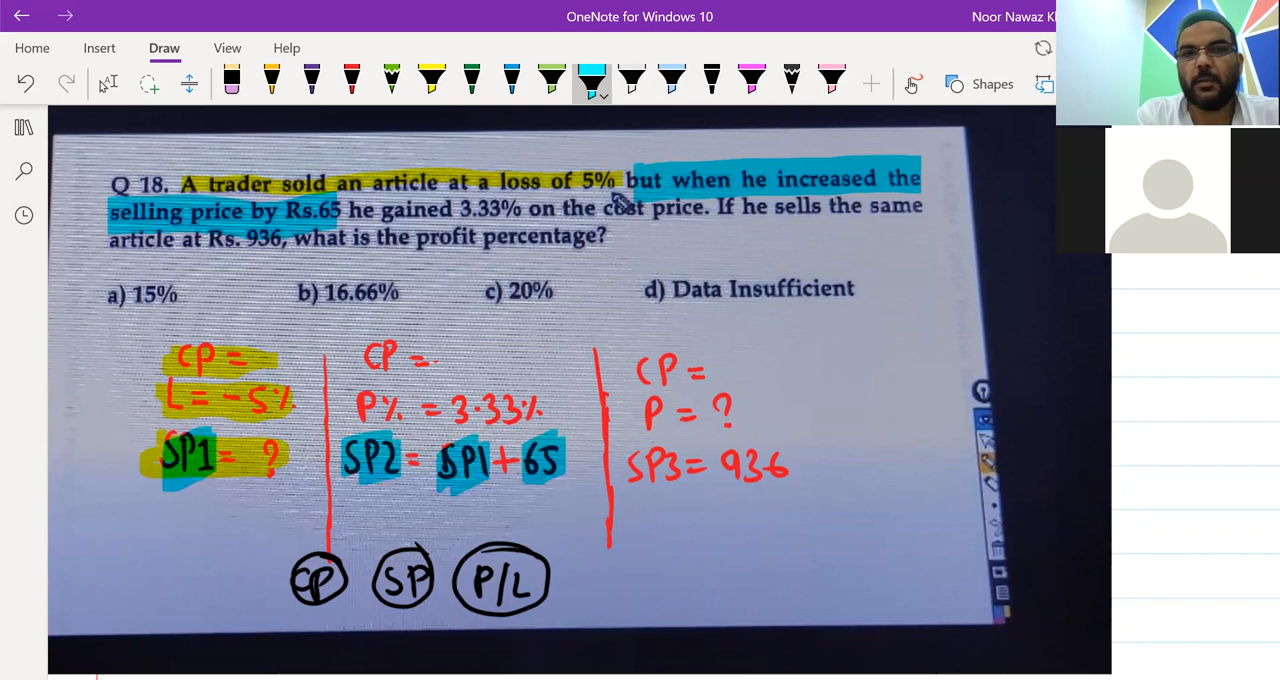 OneNote for Windows 10
Noor Nawaz
Home Insert Draw View Help
Shapes
Q 18. A trader sold an article at a loss of 5% but when he increased the
selling price by Rs.65 he gained 3.33% on the cost price. If he sells the same
article at Rs. 936, what is the profit percentage?
a) 15% b) 16.66% c) 20% d) Data Insufficient
CP =
L = -5%
SP1 = ?
CP =
P% = 3.33%
SP2 = SP1 + 65
CP =
P = ?
SP3 = 936
CP SP P/L